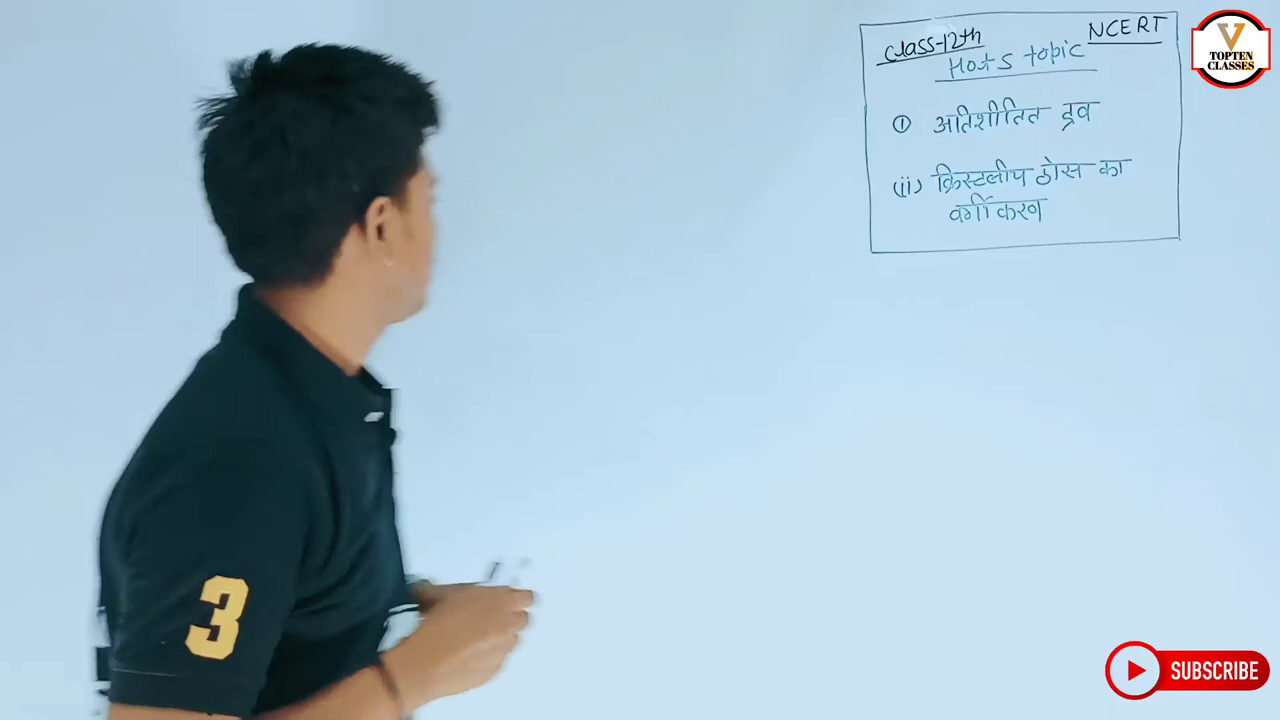 Class-12th
NCERT
Hots topic
① अतिशीतित द्रव
(ii) क्रिस्टलीय ठोस का
वर्गीकरण
V
TOPTEN
CLASSES
3
SUBSCRIBE